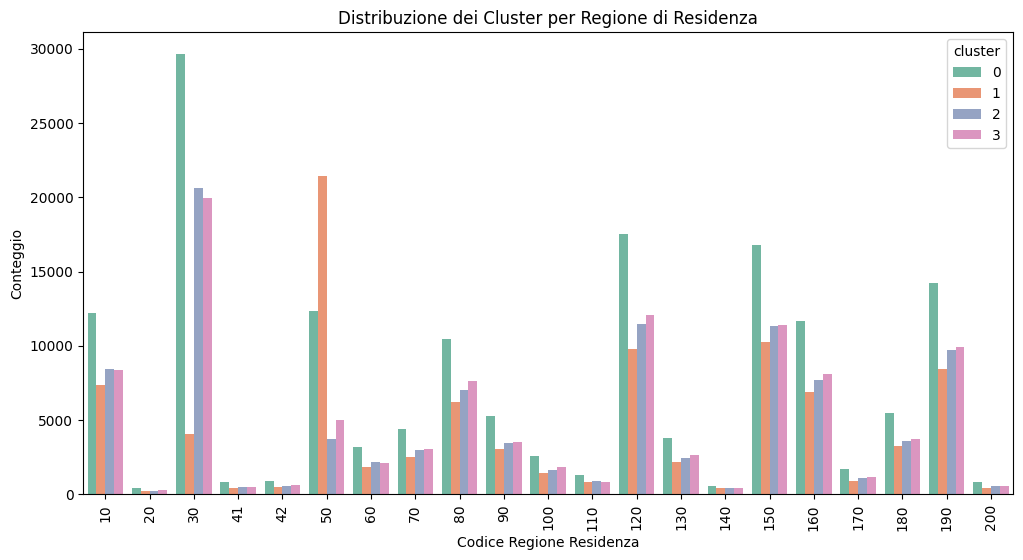 Distribuzione dei Cluster per Regione di Residenza
30000
25000
20000
15000
10000
5000
0
Conteggio
cluster
0
1
2
3
10 20 30 41 42 50 60 70 80 90 100 110 120 130 140 150 160 170 180 190 200
Codice Regione Residenza